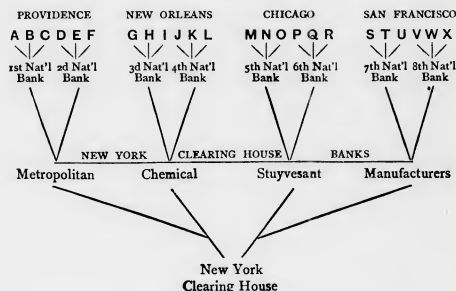 PROVIDENCE NEW ORLEANS CHICAGO SAN FRANCISCO
A B C D E F G H I J K L M N O P Q R S T U V W X
1st Nat'l 2d Nat'l 3d Nat'l 4th Nat'l 5th Nat'l 6th Nat'l 7th Nat'l 8th Nat'l
Bank Bank Bank Bank Bank Bank Bank Bank
NEW YORK CLEARING HOUSE BANKS
Metropolitan Chemical Stuyvesant Manufacturers
New York
Clearing House